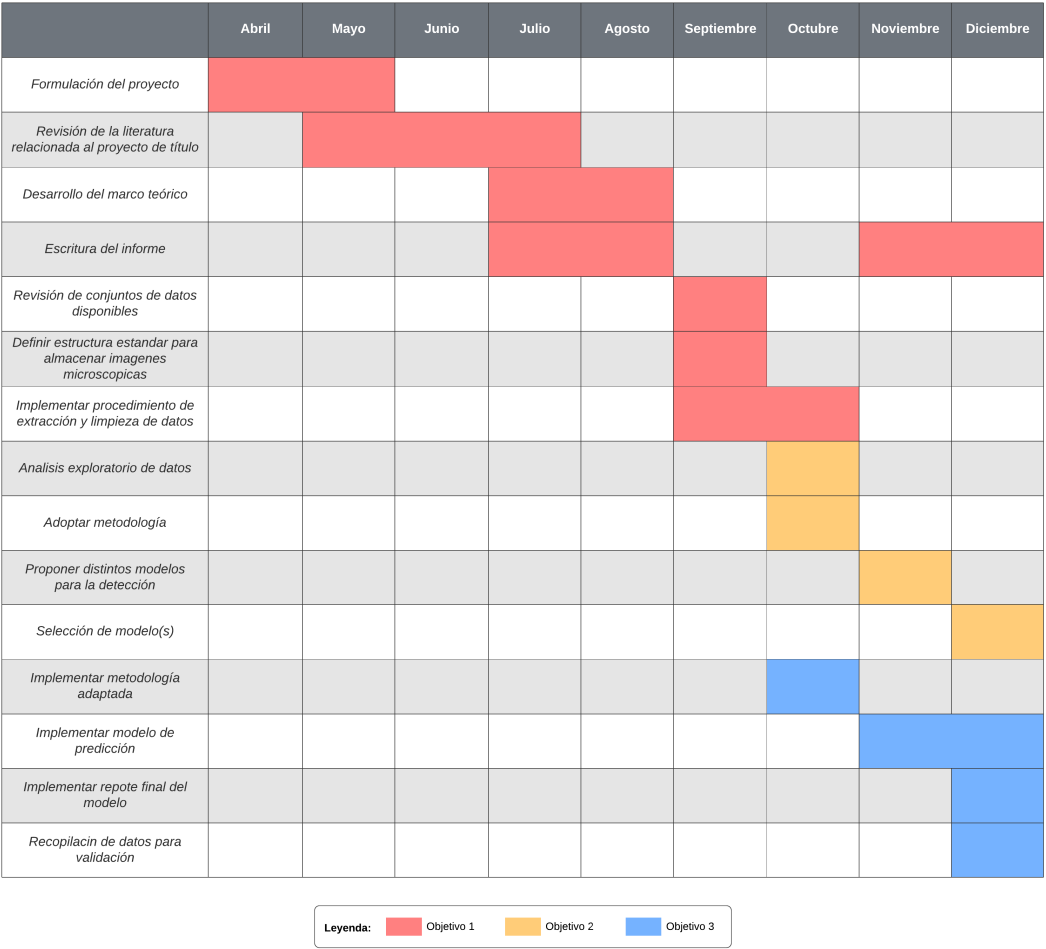 Abril Mayo Junio Julio Agosto Septiembre Octubre Noviembre Diciembre
Formulación del proyecto
Revisión de la literatura
relacionada al proyecto de título
Desarrollo del marco teórico
Escritura del informe
Revisión de conjuntos de datos
disponibles
Definir estructura estandar para
almacenar imagenes
microscopicas
Implementar procedimiento de
extracción y limpieza de datos
Analisis exploratorio de datos
Adoptar metodología
Proponer distintos modelos
para la detección
Selección de modelo(s)
Implementar metodología
adaptada
Implementar modelo de
predicción
Implementar repote final del
modelo
Recopilacin de datos para
validación
Leyenda: Objetivo 1 Objetivo 2 Objetivo 3